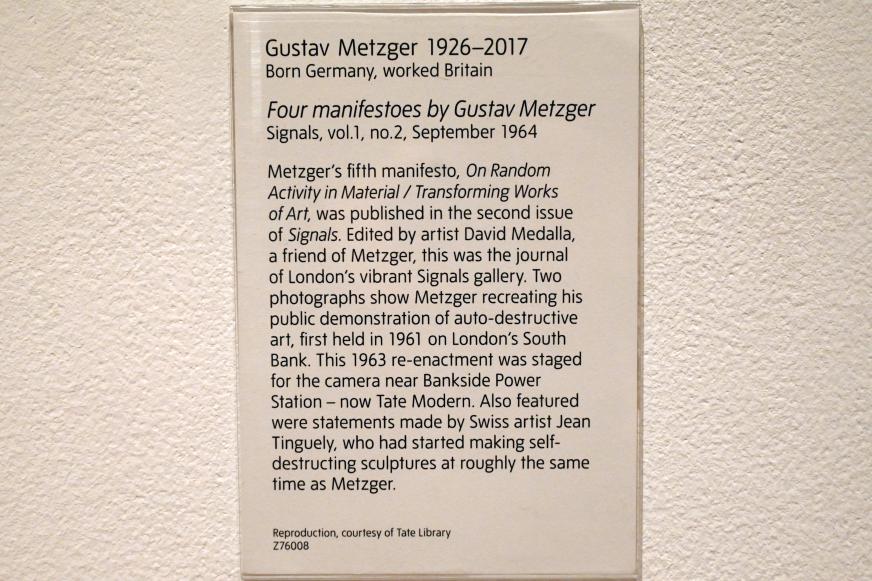 Gustav Metzger 1926–2017
Born Germany, worked Britain
Four manifestoes by Gustav Metzger
Signals, vol.1, no.2, September 1964
Metzger's fifth manifesto, On Random
Activity in Material / Transforming Works
of Art, was published in the second issue
of Signals. Edited by artist David Medalla,
a friend of Metzger, this was the journal
of London's vibrant Signals gallery. Two
photographs show Metzger recreating his
public demonstration of auto-destructive
art, first held in 1961 on London's South
Bank. This 1963 re-enactment was staged
for the camera near Bankside Power
Station – now Tate Modern. Also featured
were statements made by Swiss artist Jean
Tinguely, who had started making self-
destructing sculptures at roughly the same
time as Metzger.
Reproduction, courtesy of Tate Library
Z76008